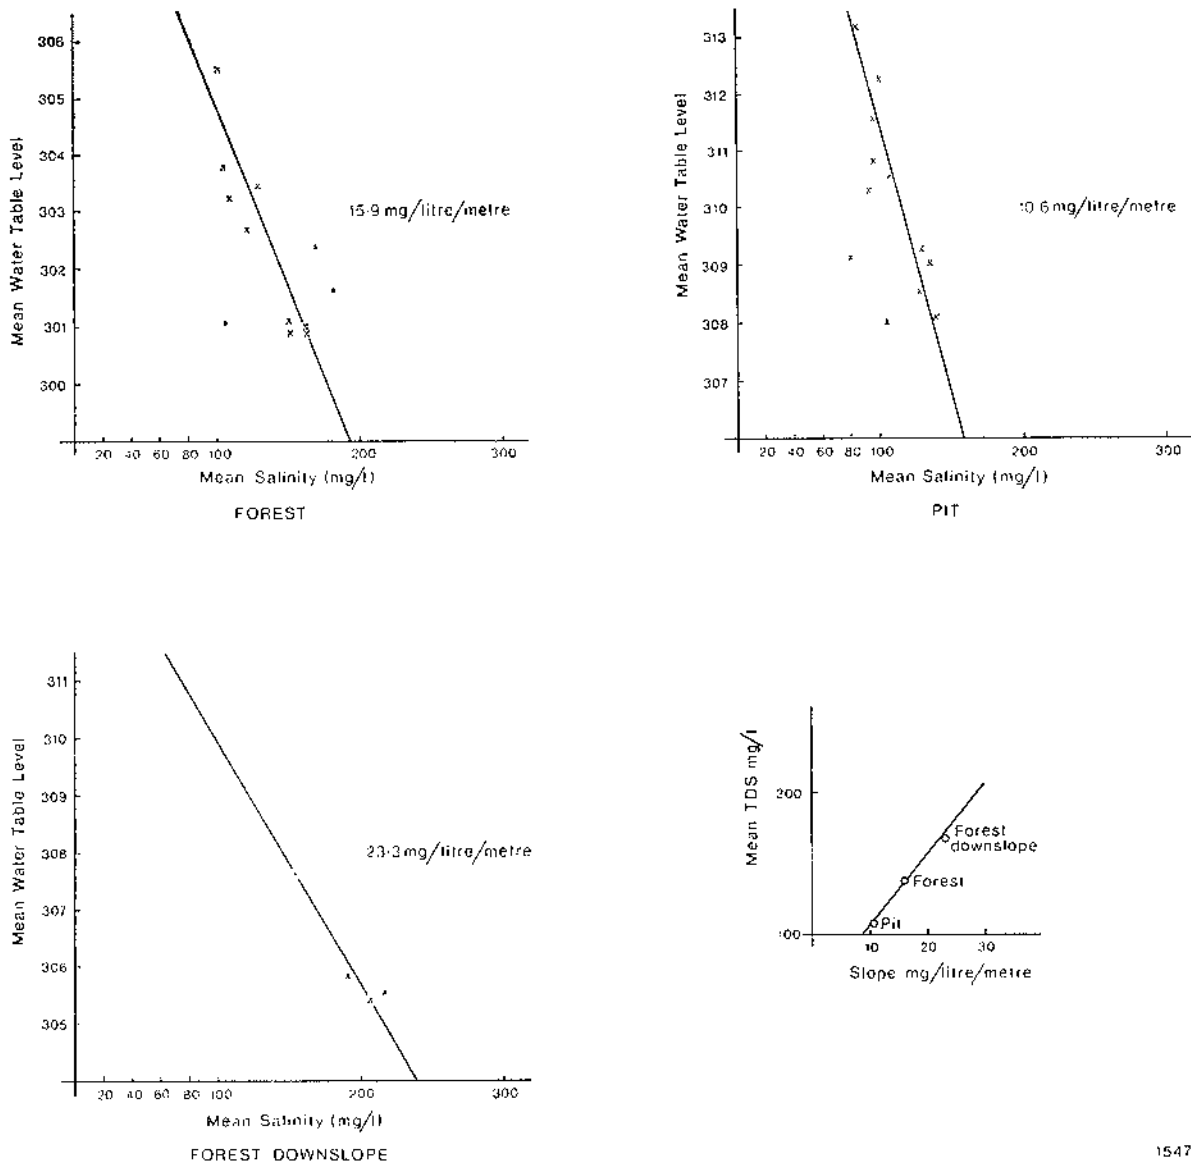 306
305
304
303
302
301
300
Mean Water Table Level
15·9 mg/litre/metre
20 40 60 80 100 200 300
Mean Salinity (mg/l)
FOREST
313
312
311
310
309
308
307
Mean Water Table Level
10·6 mg/litre/metre
20 40 60 80 100 200 300
Mean Salinity (mg/l)
PIT
311
310
309
308
307
306
305
Mean Water Table Level
23·3 mg/litre/metre
20 40 60 80 100 200 300
Mean Salinity (mg/l)
FOREST DOWNSLOPE
Mean TDS mg/l
200
100
Forest
downslope
Forest
Pit
10 20 30
Slope mg/litre/metre
1547